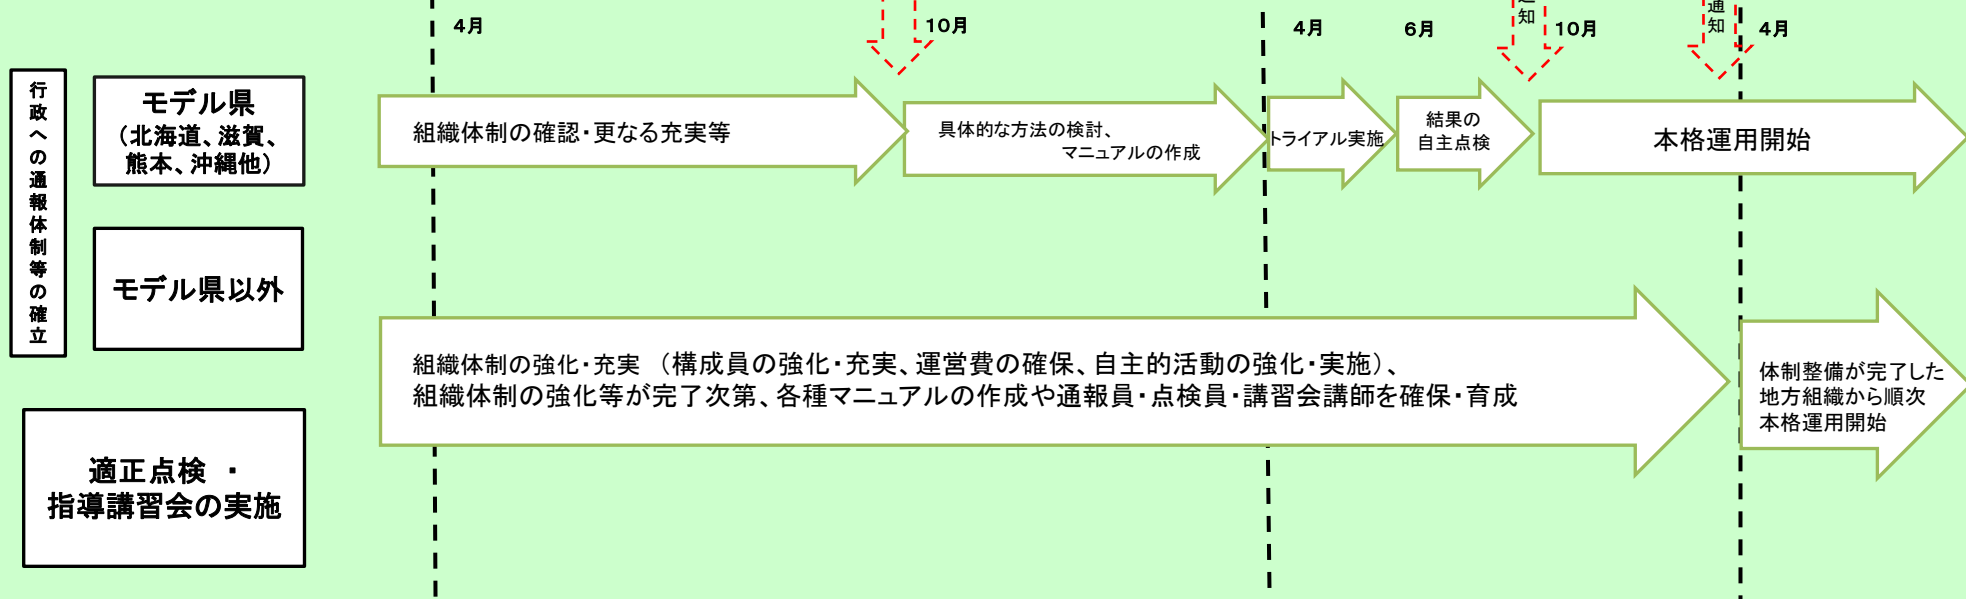 通知
通知
4月
10月
4月
6月
10月
4月
行政への通報体制等の確立
モデル県
(北海道、滋賀、
熊本、沖縄他)
組織体制の確認・更なる充実等
具体的な方法の検討、
マニュアルの作成
トライアル実施
結果の
自主点検
本格運用開始
モデル県以外
組織体制の強化・充実 (構成員の強化・充実、運営費の確保、自主的活動の強化・実施)、
組織体制の強化等が完了次第、各種マニュアルの作成や通報員・点検員・講習会講師を確保・育成
体制整備が完了した
地方組織から順次
本格運用開始
適正点検 ・
指導講習会の実施